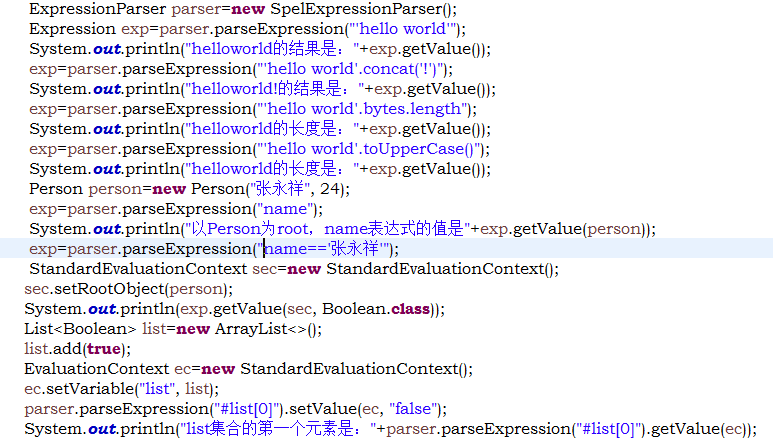 ExpressionParser parser=new SpelExpressionParser();
Expression exp=parser.parseExpression("'hello world'");
System.out.println("helloworld的结果是："+exp.getValue());
exp=parser.parseExpression("'hello world'.concat('!')");
System.out.println("helloworld!的结果是："+exp.getValue());
exp=parser.parseExpression("'hello world'.bytes.length");
System.out.println("helloworld的长度是："+exp.getValue());
exp=parser.parseExpression("'hello world'.toUpperCase()");
System.out.println("helloworld的长度是："+exp.getValue());
Person person=new Person("张永祥", 24);
exp=parser.parseExpression("name");
System.out.println("以Person为root，name表达式的值是"+exp.getValue(person));
exp=parser.parseExpression("name=='张永祥'");
StandardEvaluationContext sec=new StandardEvaluationContext();
sec.setRootObject(person);
System.out.println(exp.getValue(sec, Boolean.class));
List<Boolean> list=new ArrayList<>();
list.add(true);
EvaluationContext ec=new StandardEvaluationContext();
ec.setVariable("list", list);
parser.parseExpression("#list[0]").setValue(ec, "false");
System.out.println("list集合的第一个元素是："+parser.parseExpression("#list[0]").getValue(ec));